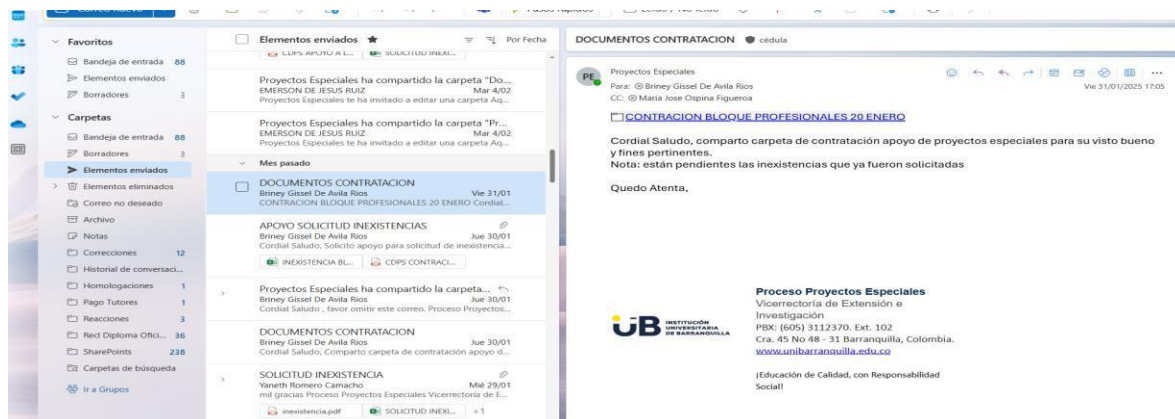 Favoritos
Bandeja de entrada 88
Elementos enviados
Borradores 3
Carpetas
Bandeja de entrada 88
Borradores 3
Elementos enviados
Elementos eliminados
Correo no deseado
Archivo
Notas
Correcciones 12
Historial de conversaci...
Homologaciones 1
Pago Tutores 1
Reacciones 3
Recl Diploma Ofici... 36
SharePoints 238
Carpetas de búsqueda
Ir a Grupos
Elementos enviados
Por Fecha
CDPS APOYO A L... SOLICITUD INEXI...
Proyectos Especiales ha compartido la carpeta "Do...
EMERSON DE JESUS RUIZ Mar 4/02
Proyectos Especiales te ha invitado a editar una carpeta Aq...
Proyectos Especiales ha compartido la carpeta "Pr...
EMERSON DE JESUS RUIZ Mar 4/02
Proyectos Especiales te ha invitado a editar una carpeta Aq...
Mes pasado
DOCUMENTOS CONTRATACION
Briney Gissel De Avila Rios Vie 31/01
CONTRACION BLOQUE PROFESIONALES 20 ENERO Cordial...
APOYO SOLICITUD INEXISTENCIAS
Briney Gissel De Avila Rios Jue 30/01
Cordial Saludo, Solicito apoyo para solicitud de inexistencia...
INEXISTENCIA BL... CDPS CONTRACI...
Proyectos Especiales ha compartido la carpeta...
Briney Gissel De Avila Rios Jue 30/01
Cordial Saludo , favor omitir este correo. Proceso Proyectos...
DOCUMENTOS CONTRATACION
Briney Gissel De Avila Rios Jue 30/01
Cordial Saludo, Comparto carpeta de contratación apoyo d...
SOLICITUD INEXISTENCIA
Yaneth Romero Camacho Mié 29/01
mil gracias Proceso Proyectos Especiales Vicerrectoría de E...
inexistencia.pdf SOLICITUD INEXI... +1
DOCUMENTOS CONTRATACION cédula
PE
Proyectos Especiales
Para: Briney Gissel De Avila Rios
CC: Maria Jose Ospina Figueroa
Vie 31/01/2025 17:05
CONTRACION BLOQUE PROFESIONALES 20 ENERO
Cordial Saludo, comparto carpeta de contratación apoyo de proyectos especiales para su visto bueno
y fines pertinentes.
Nota: están pendientes las inexistencias que ya fueron solicitadas
Quedo Atenta,
ÜB INSTITUCIÓN
UNIVERSITARIA
DE BARRANQUILLA
Proceso Proyectos Especiales
Vicerrectoría de Extensión e
Investigación
PBX: (605) 3112370. Ext. 102
Cra. 45 No 48 - 31 Barranquilla, Colombia.
www.unibarranquilla.edu.co
¡Educación de Calidad, con Responsabilidad
Social!